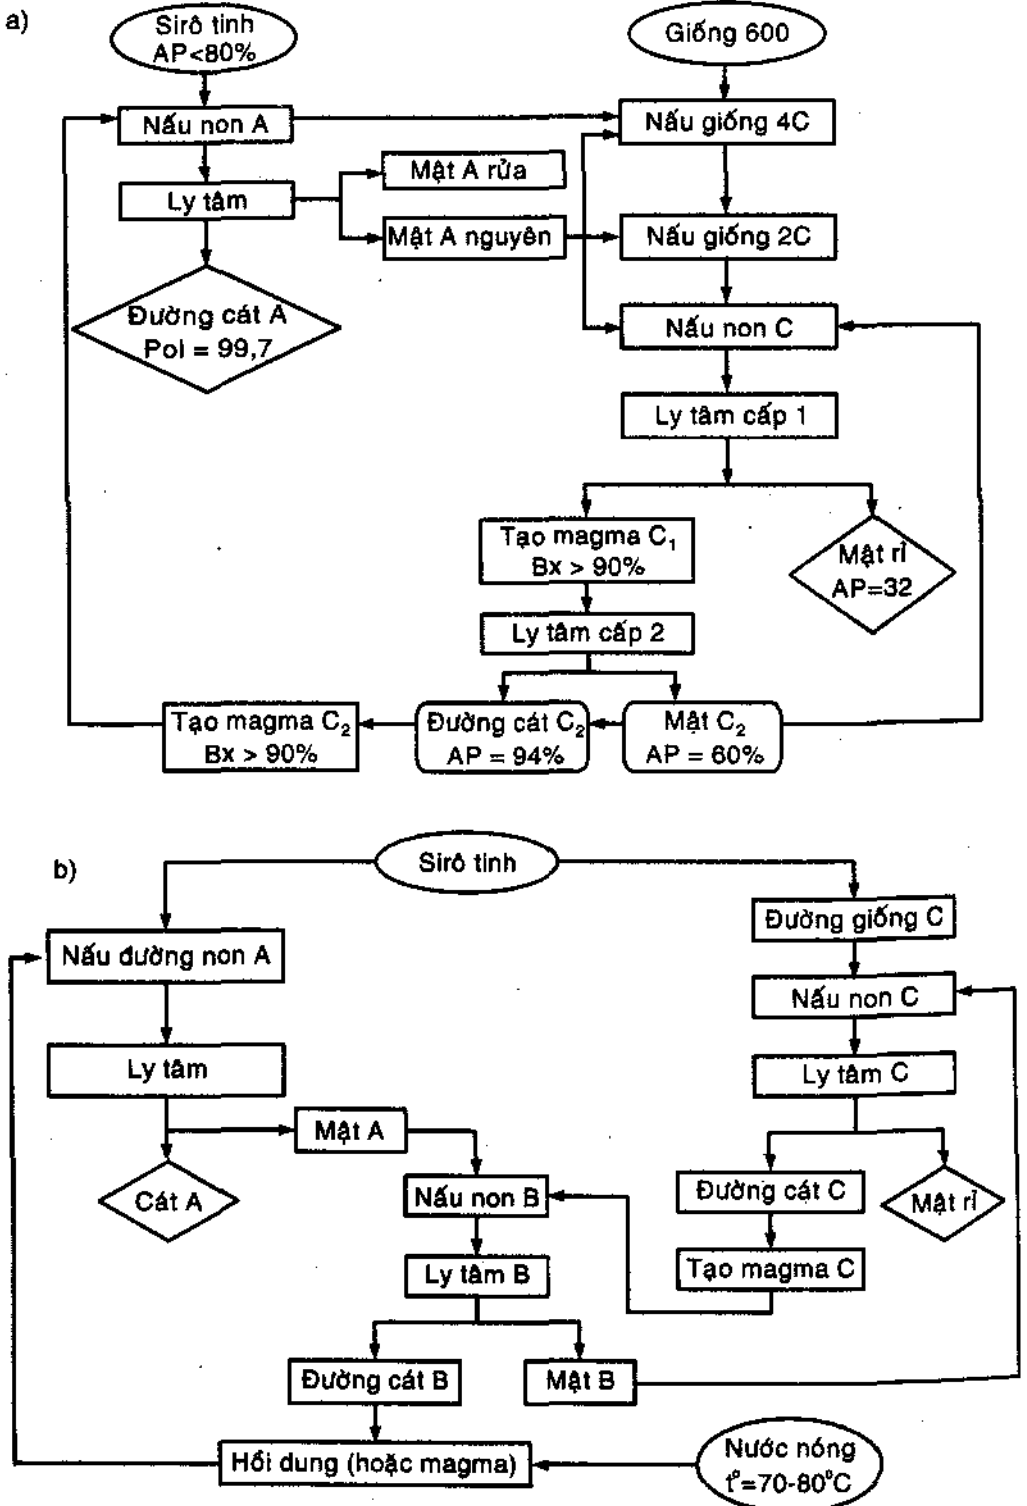 a)
Sirô tinh
AP<80%
Giống 600
Nấu non A
Nấu giống 4C
Mật A rửa
Ly tâm
Mật A nguyên
Nấu giống 2C
Đường cát A
Pol = 99,7
Nấu non C
Ly tâm cấp 1
Tạo magma C₁
Bx > 90%
Mật rỉ
AP=32
Ly tâm cấp 2
Tạo magma C₂
Bx > 90%
Đường cát C₂
AP = 94%
Mật C₂
AP = 60%
b)
Sirô tinh
Đường giống C
Nấu đường non A
Nấu non C
Ly tâm
Ly tâm C
Mật A
Cát A
Nấu non B
Đường cát C
Mật rỉ
Ly tâm B
Tạo magma C
Đường cát B
Mật B
Hồi dung (hoặc magma)
Nước nóng
t°=70-80°C